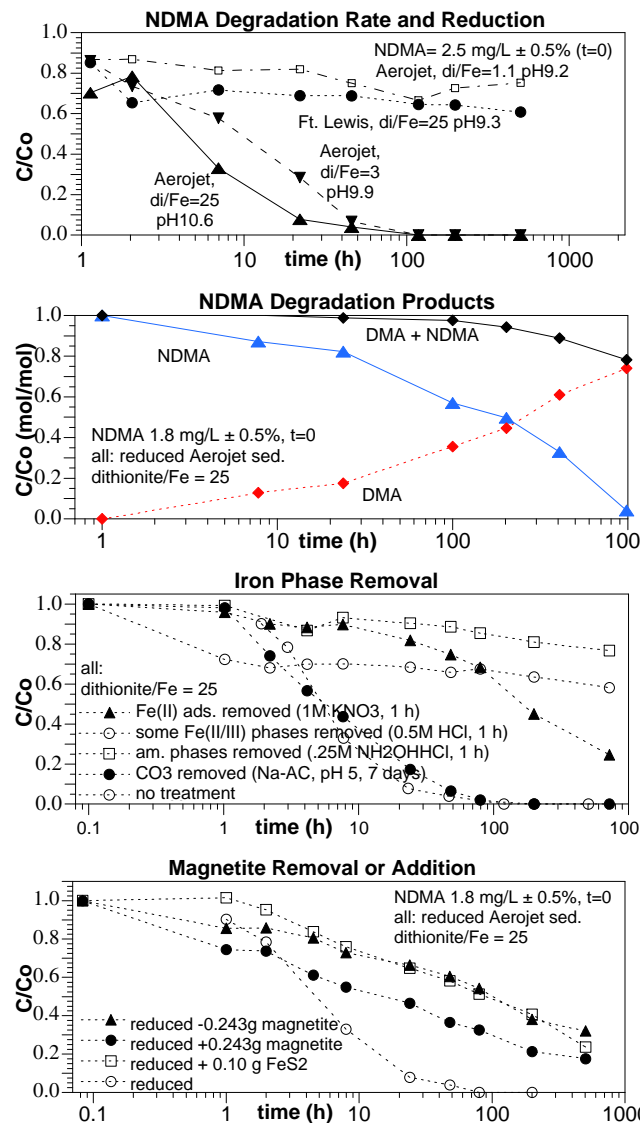 NDMA Degradation Rate and Reduction
1.0
0.8
0.6
0.4
0.2
0.0
C/Co
NDMA= 2.5 mg/L ± 0.5% (t=0)
Aerojet, di/Fe=1.1 pH9.2
Ft. Lewis, di/Fe=25 pH9.3
Aerojet,
di/Fe=3
pH9.9
Aerojet,
di/Fe=25
pH10.6
1
10
100
1000
time (h)
NDMA Degradation Products
1.0
0.8
0.6
0.4
0.2
0.0
C/Co (mol/mol)
DMA + NDMA
NDMA
NDMA 1.8 mg/L ± 0.5%, t=0
all: reduced Aerojet sed.
dithionite/Fe = 25
DMA
1
10
100
100
time (h)
Iron Phase Removal
1.0
0.8
0.6
0.4
0.2
0.0
C/Co
all:
dithionite/Fe = 25
Fe(II) ads. removed (1M KNO3, 1 h)
some Fe(II/III) phases removed (0.5M HCl, 1 h)
am. phases removed (.25M NH2OHHCl, 1 h)
CO3 removed (Na-AC, pH 5, 7 days)
no treatment
0.1
1
10
100
time (h)
Magnetite Removal or Addition
1.0
0.8
0.6
0.4
0.2
0.0
C/Co
NDMA 1.8 mg/L ± 0.5%, t=0
all: reduced Aerojet sed.
dithionite/Fe = 25
reduced -0.243g magnetite
reduced +0.243g magnetite
reduced + 0.10 g FeS2
reduced
0.1
1
10
100
time (h)